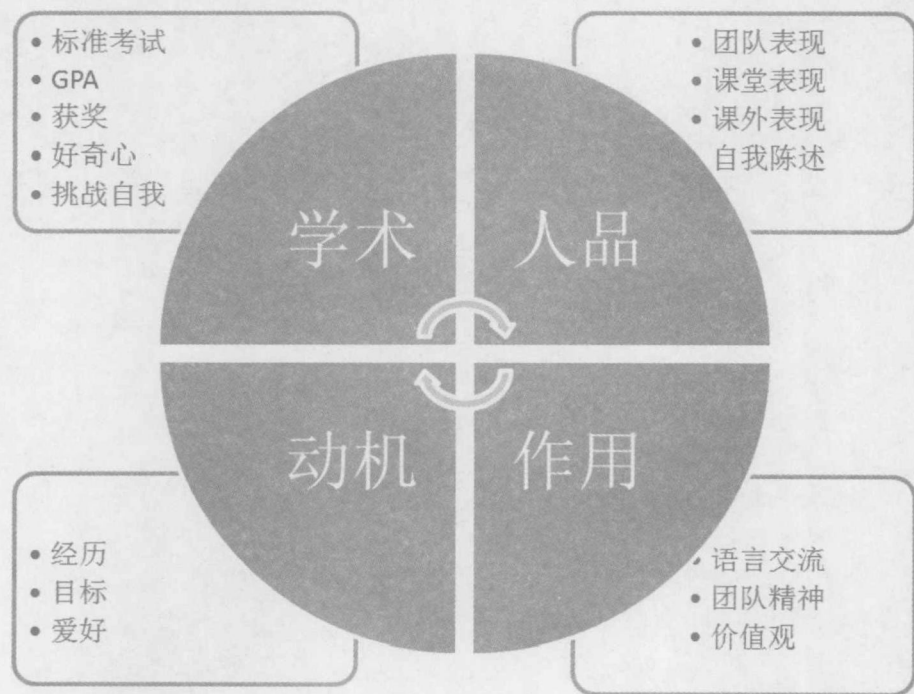 • 标准考试
• GPA
• 获奖
• 好奇心
• 挑战自我
• 团队表现
• 课堂表现
• 课外表现
自我陈述
学术
人品
动机
作用
• 经历
• 目标
• 爱好
• 语言交流
• 团队精神
• 价值观